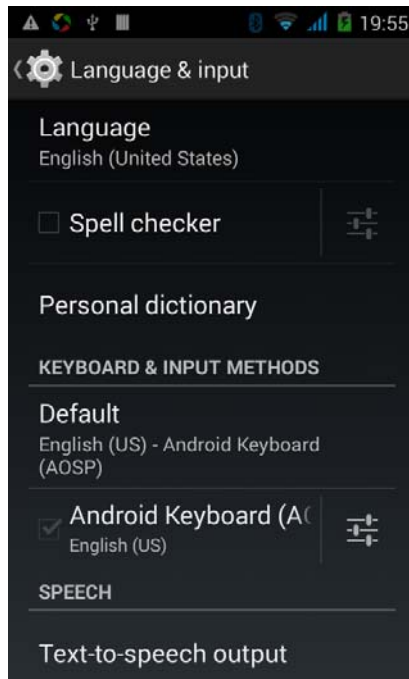 19:55
Language & input
Language
English (United States)
Spell checker
Personal dictionary
KEYBOARD & INPUT METHODS
Default
English (US) - Android Keyboard
(AOSP)
Android Keyboard (A
English (US)
SPEECH
Text-to-speech output